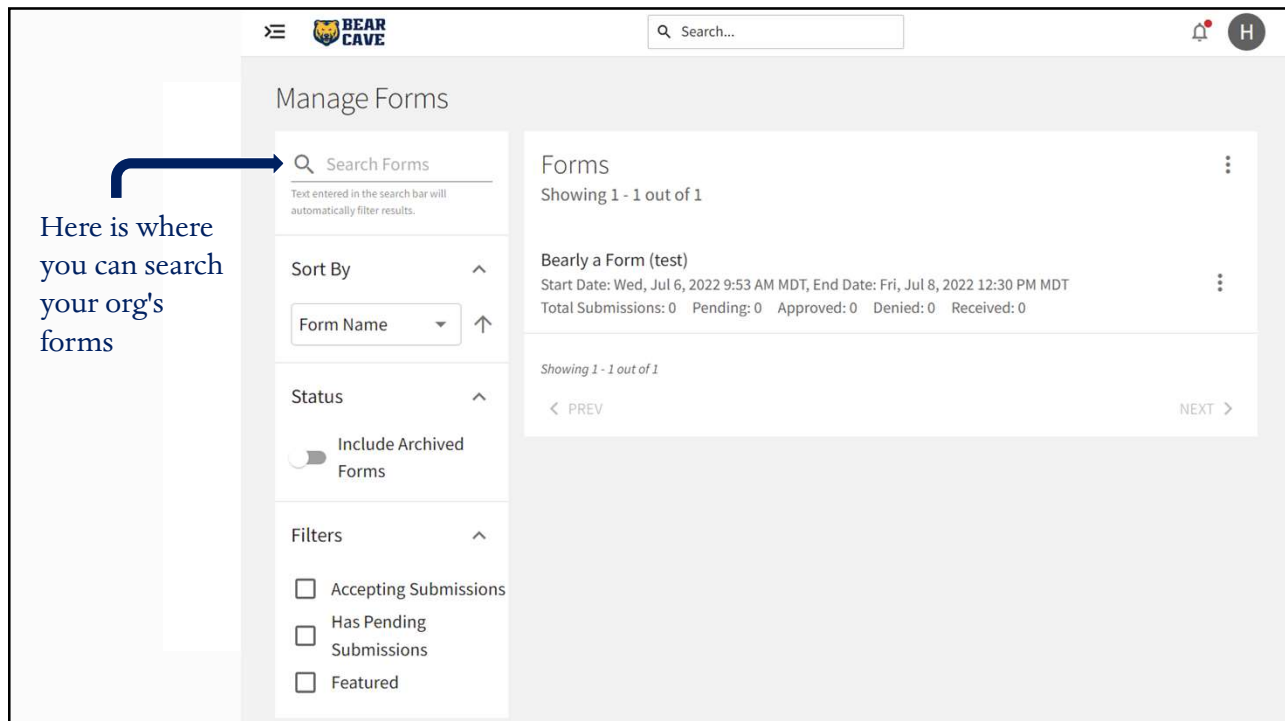 BEAR
CAVE
Search...
H
Manage Forms
Here is where
you can search
your org's
forms
Search Forms
Text entered in the search bar will
automatically filter results.
Sort By
Form Name
Status
Include Archived
Forms
Filters
Accepting Submissions
Has Pending
Submissions
Featured
Forms
Showing 1 - 1 out of 1
Bearly a Form (test)
Start Date: Wed, Jul 6, 2022 9:53 AM MDT, End Date: Fri, Jul 8, 2022 12:30 PM MDT
Total Submissions: 0 Pending: 0 Approved: 0 Denied: 0 Received: 0
Showing 1 - 1 out of 1
PREV
NEXT